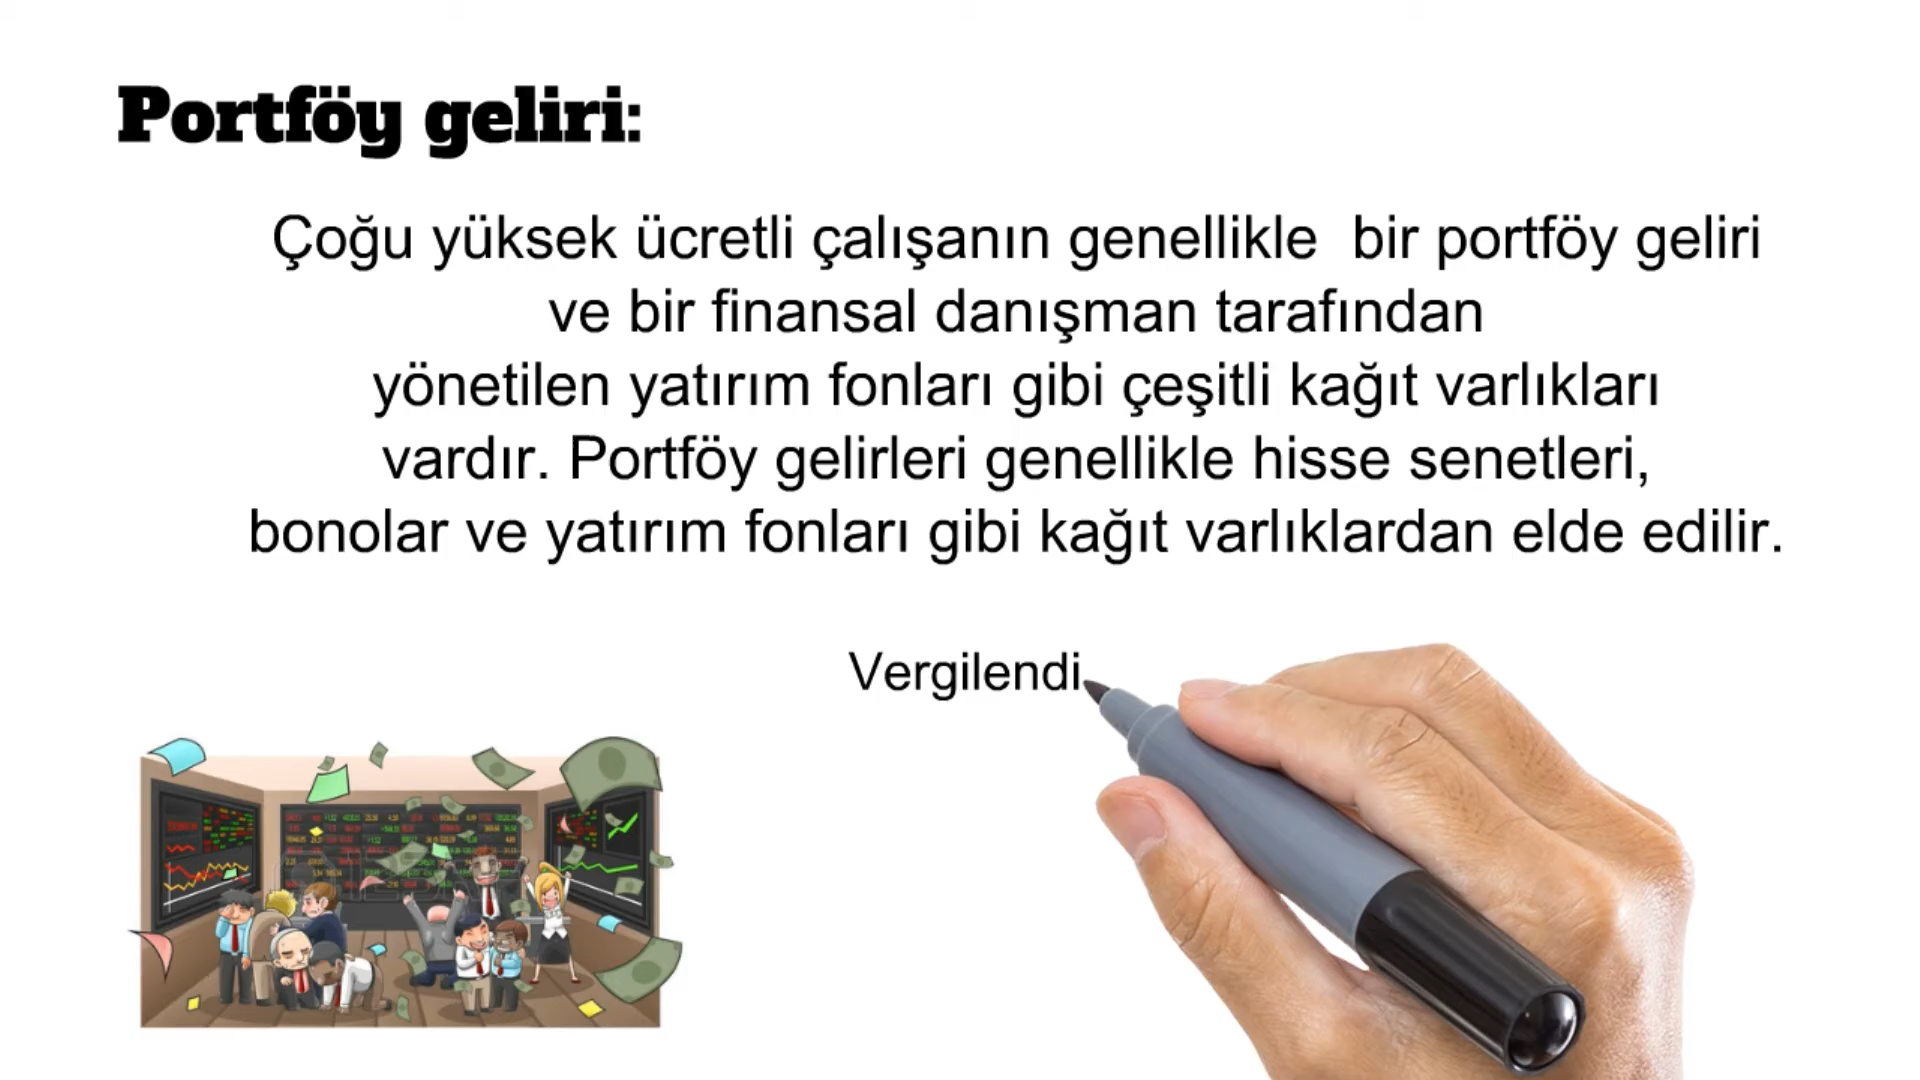 Portföy geliri:
Çoğu yüksek ücretli çalışanın genellikle  bir portföy geliri
ve bir finansal danışman tarafından
yönetilen yatırım fonları gibi çeşitli kağıt varlıkları
vardır. Portföy gelirleri genellikle hisse senetleri,
bonolar ve yatırım fonları gibi kağıt varlıklardan elde edilir.
Vergilendi